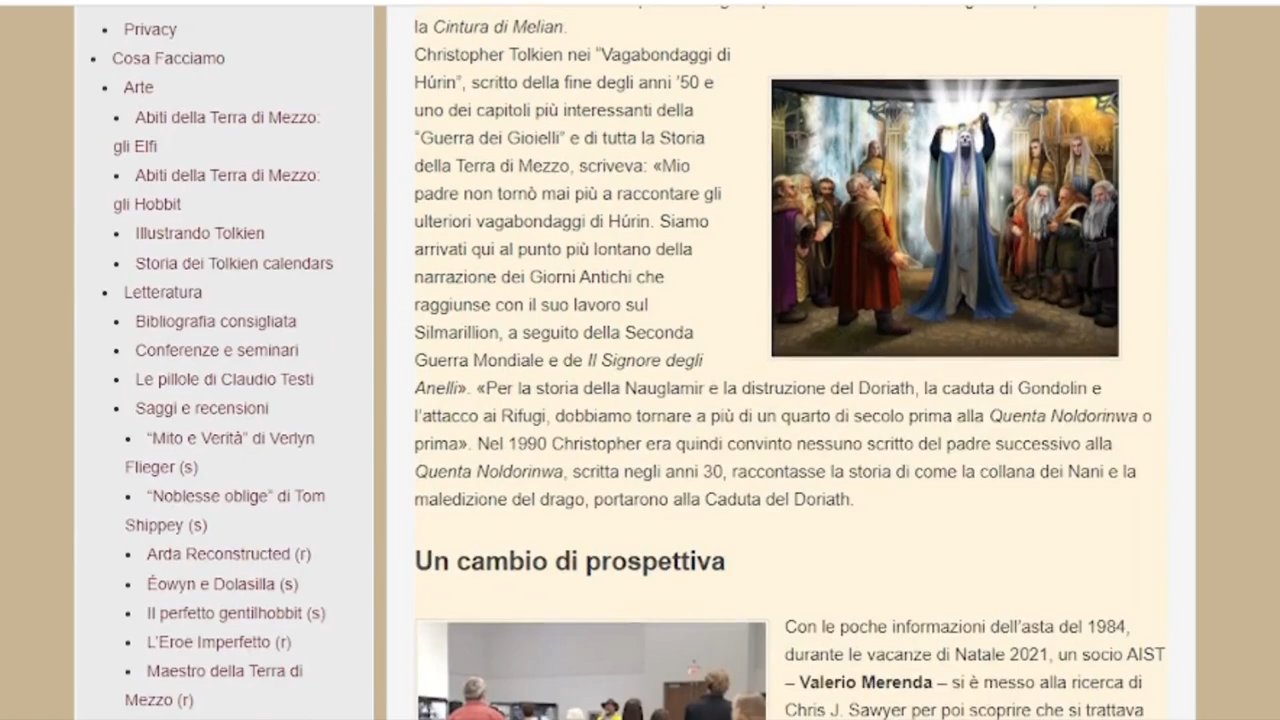 Privacy
Cosa Facciamo
Arte
Abiti della Terra di Mezzo:
gli Elfi
Abiti della Terra di Mezzo:
gli Hobbit
Illustrando Tolkien
Storia dei Tolkien calendars
Letteratura
Bibliografia consigliata
Conferenze e seminari
Le pillole di Claudio Testi
Saggi e recensioni
“Mito e Verità” di Verlyn
Flieger (s)
“Noblesse oblige” di Tom
Shippey (s)
Arda Reconstructed (r)
Éowyn e Dolasilla (s)
Il perfetto gentilhobbit (s)
L’Eroe Imperfetto (r)
Maestro della Terra di
Mezzo (r)
la Cintura di Melian.
Christopher Tolkien nei “Vagabondaggi di
Húrin”, scritto della fine degli anni ’50 e
uno dei capitoli più interessanti della
“Guerra dei Gioielli” e di tutta la Storia
della Terra di Mezzo, scriveva: «Mio
padre non tornò mai più a raccontare gli
ulteriori vagabondaggi di Húrin. Siamo
arrivati qui al punto più lontano della
narrazione dei Giorni Antichi che
raggiunse con il suo lavoro sul
Silmarillion, a seguito della Seconda
Guerra Mondiale e de Il Signore degli
Anelli». «Per la storia della Nauglamir e la distruzione del Doriath, la caduta di Gondolin e
l’attacco ai Rifugi, dobbiamo tornare a più di un quarto di secolo prima alla Quenta Noldorinwa o
prima». Nel 1990 Christopher era quindi convinto nessuno scritto del padre successivo alla
Quenta Noldorinwa, scritta negli anni 30, raccontasse la storia di come la collana dei Nani e la
maledizione del drago, portarono alla Caduta del Doriath.
Un cambio di prospettiva
Con le poche informazioni dell’asta del 1984,
durante le vacanze di Natale 2021, un socio AIST
– Valerio Merenda – si è messo alla ricerca di
Chris J. Sawyer per poi scoprire che si trattava